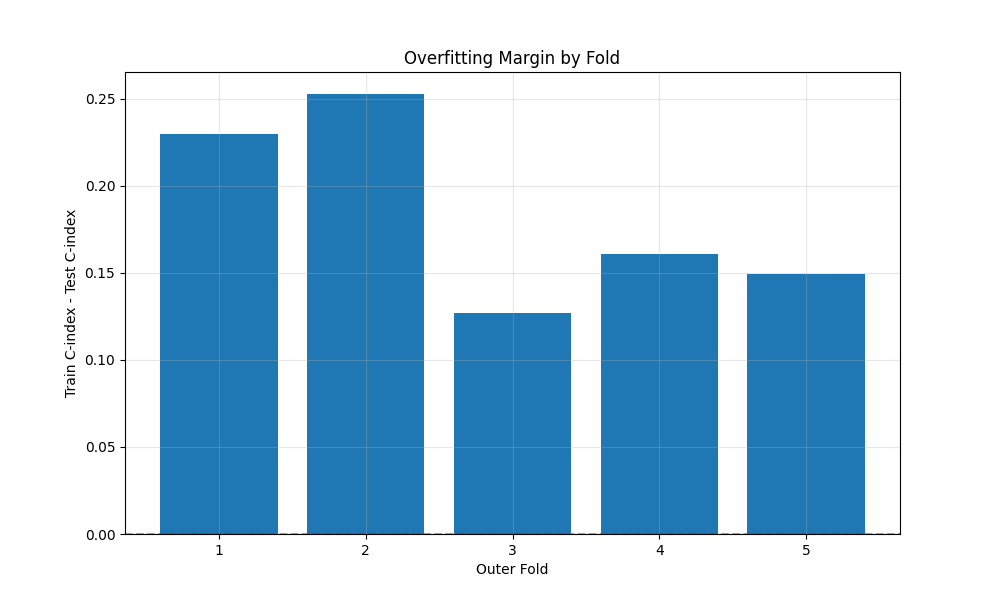 Overfitting Margin by Fold
Train C-index - Test C-index
0.25
0.20
0.15
0.10
0.05
0.00
1 2 3 4 5
Outer Fold